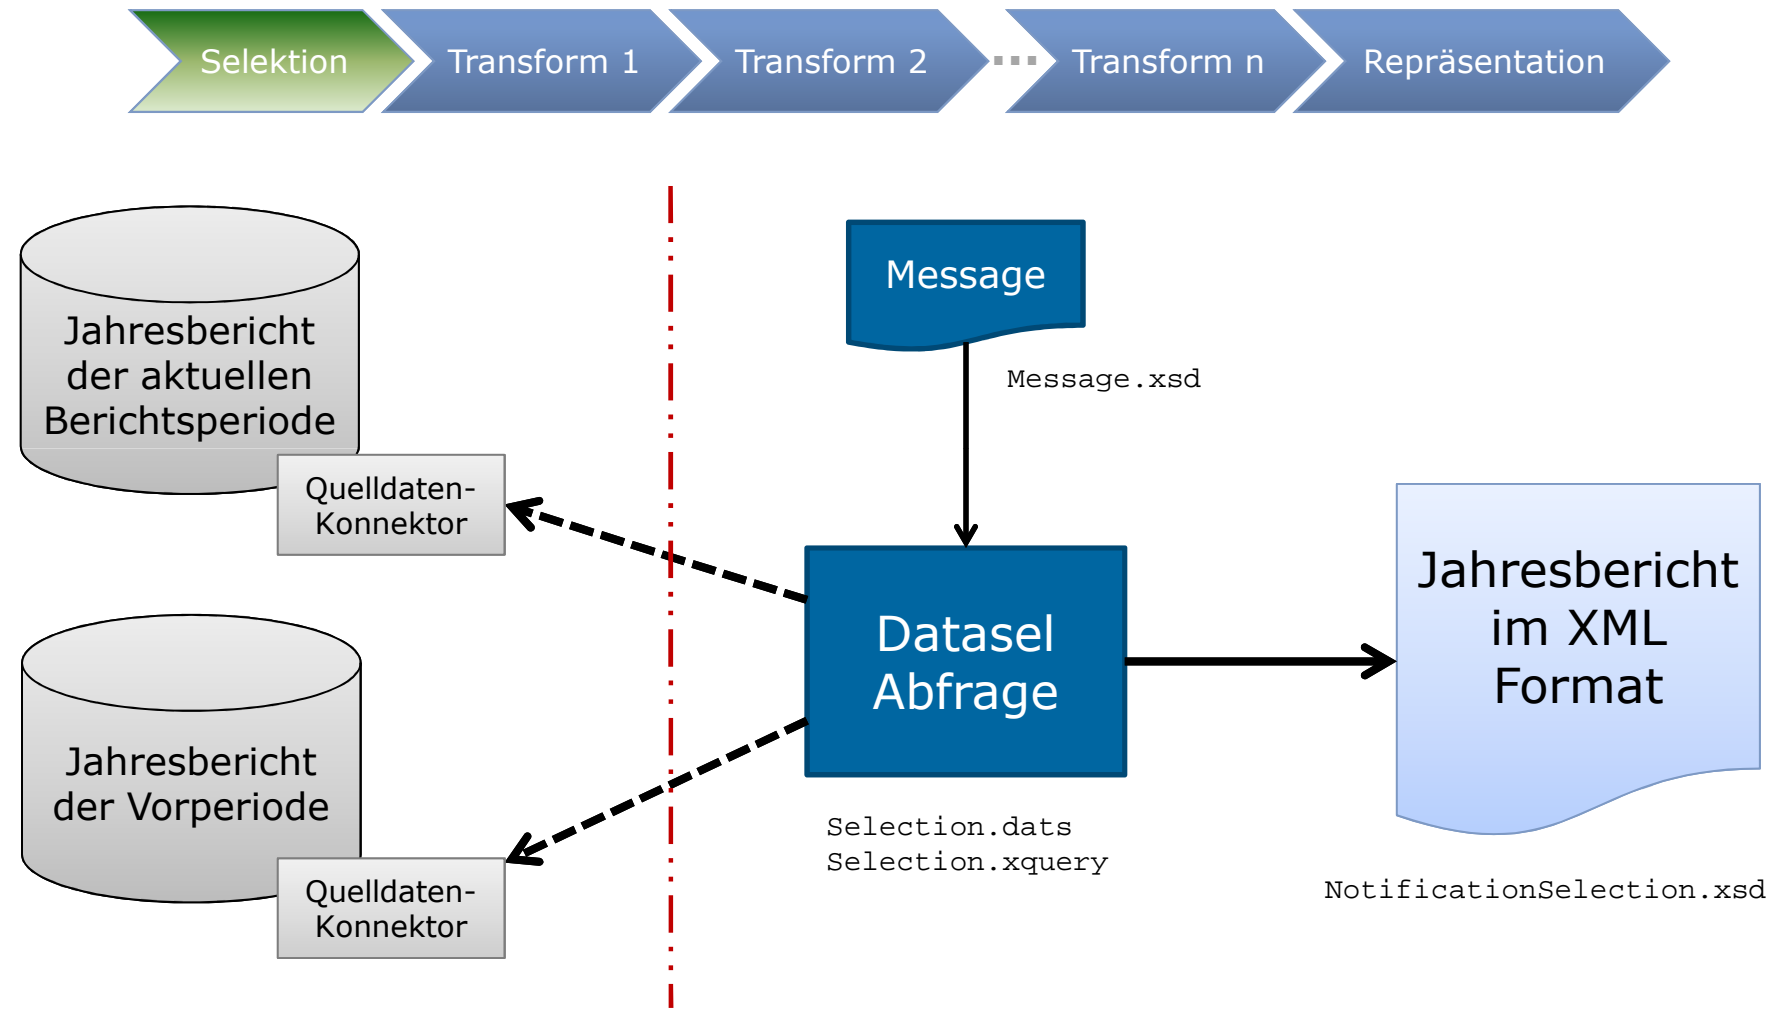 Selektion
Transform 1
Transform 2
...
Transform n
Repräsentation
Jahresbericht
der aktuellen
Berichtsperiode
Quelldaten-
Konnektor
Jahresbericht
der Vorperiode
Quelldaten-
Konnektor
Message
Message.xsd
Datasel
Abfrage
Selection.dats
Selection.xquery
Jahresbericht
im XML
Format
NotificationSelection.xsd